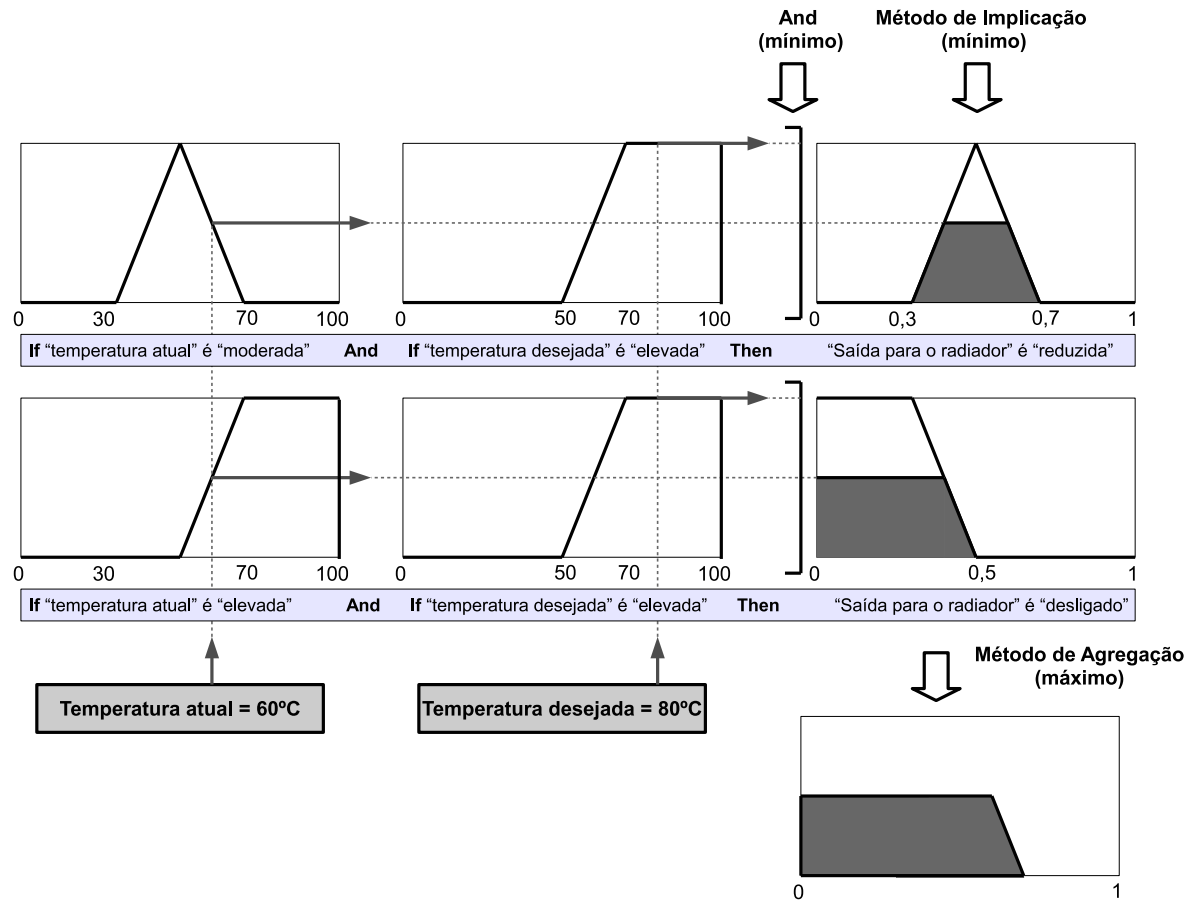 And
(mínimo)
Método de Implicação
(mínimo)
0 30 70 100
0 50 70 100
0 0,3 0,7 1
If “temperatura atual” é “moderada” And If “temperatura desejada” é “elevada” Then “Saída para o radiador” é “reduzida”
0 30 70 100
0 50 70 100
0 0,5 1
If “temperatura atual” é “elevada” And If “temperatura desejada” é “elevada” Then “Saída para o radiador” é “desligado”
Método de Agregação
(máximo)
Temperatura atual = 60ºC
Temperatura desejada = 80ºC
0 1